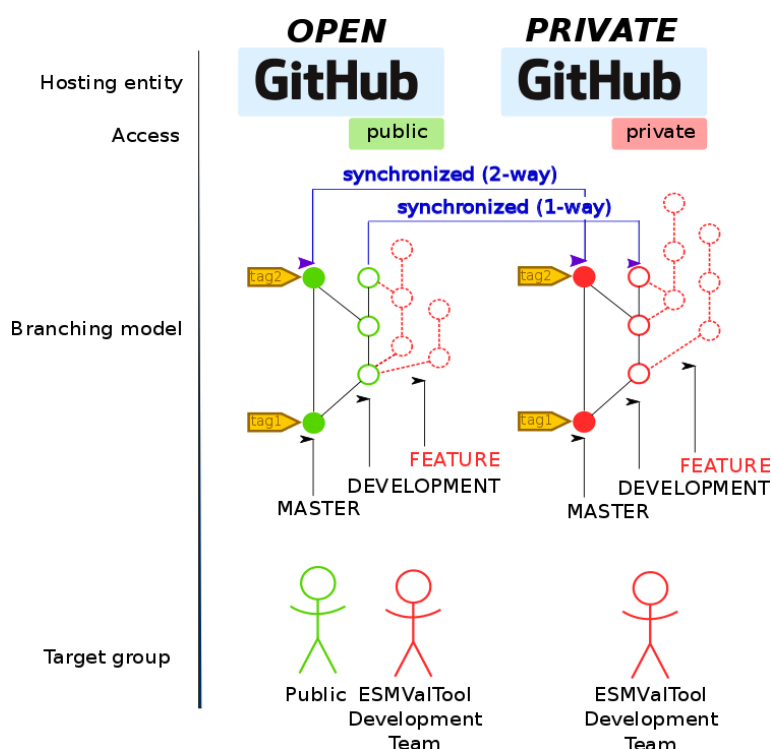 OPEN
PRIVATE
Hosting entity
GitHub
GitHub
Access
public
private
synchronized (2-way)
synchronized (1-way)
tag2
tag2
Branching model
tag1
tag1
FEATURE
FEATURE
DEVELOPMENT
DEVELOPMENT
MASTER
MASTER
Target group
Public
ESMValTool
Development
Team
ESMValTool
Development
Team